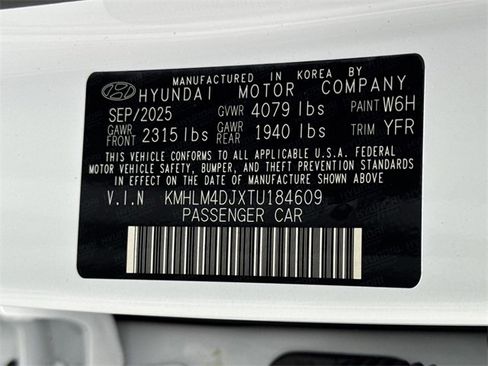 MANUFACTURED IN KOREA BY
HYUNDAI MOTOR COMPANY
SEP/2025 GVWR 4079 lbs PAINT W6H
GAWR FRONT 2315 lbs GAWR REAR 1940 lbs TRIM YFR
THIS VEHICLE CONFORMS TO ALL APPLICABLE U.S.A. FEDERAL
MOTOR VEHICLE SAFETY, BUMPER, AND THEFT PREVENTION STANDARDS
IN EFFECT ON THE DATE OF MANUFACTURE SHOWN ABOVE
V.I.N KMHLM4DJXTU184609
PASSENGER CAR